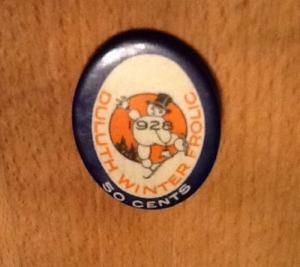 1928
DULUTH WINTER FROLIC
50 CENTS